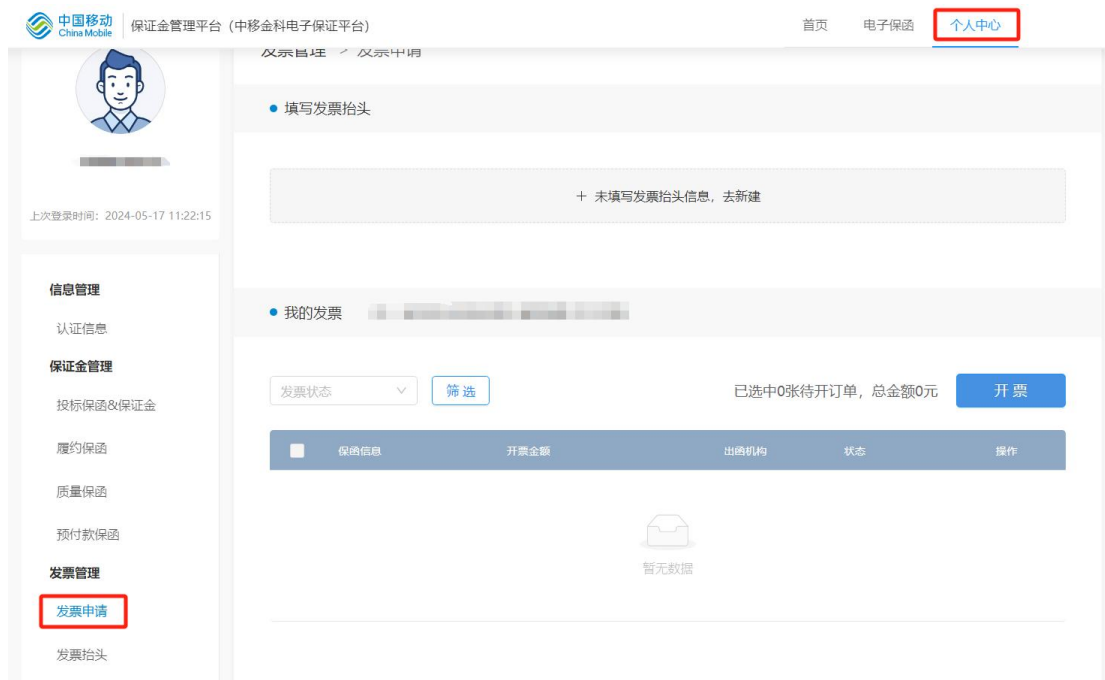 中国移动
China Mobile
保证金管理平台（中移金科电子保证平台）
首页
电子保函
个人中心
发票管理 > 发票申请
填写发票抬头
+ 未填写发票抬头信息，去新建
上次登录时间：2024-05-17 11:22:15
信息管理
认证信息
保证金管理
投标保函&保证金
履约保函
质量保函
预付款保函
发票管理
发票申请
发票抬头
我的发票
发票状态
筛选
已选中0张待开订单，总金额0元
开票
保函信息
开票金额
出函机构
状态
操作
暂无数据